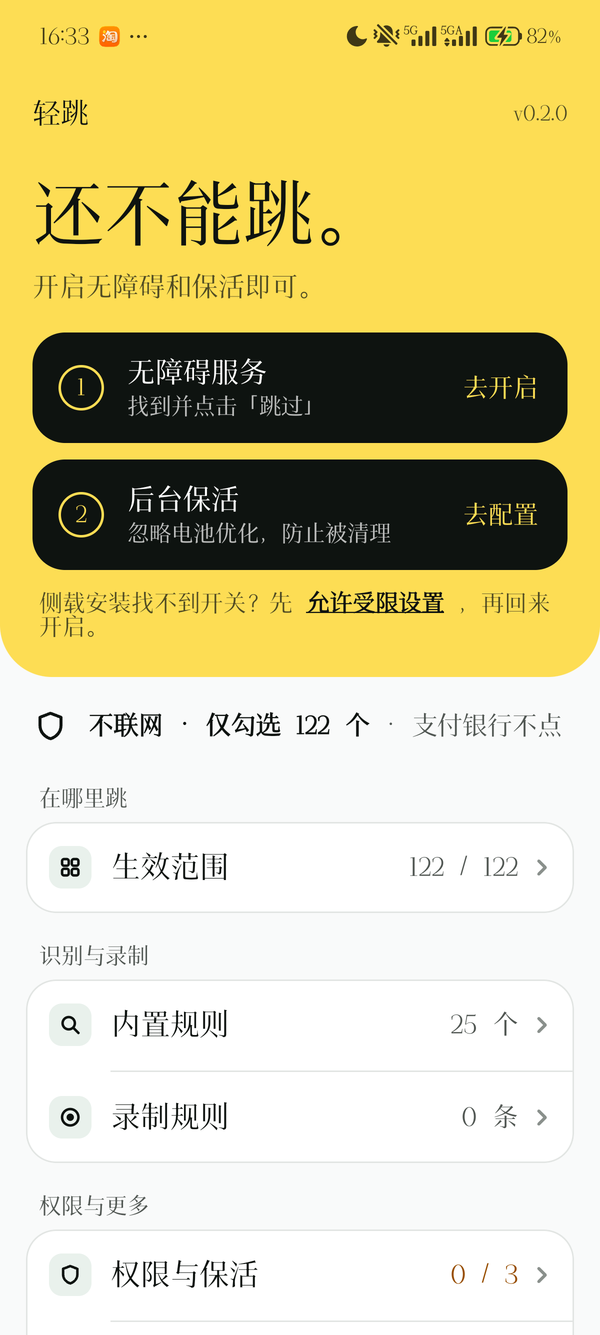 16:33 淘 ··· 5G 5GA 82%
轻跳 v0.2.0
还不能跳。
开启无障碍和保活即可。
1 无障碍服务 去开启
找到并点击「跳过」
2 后台保活 去配置
忽略电池优化，防止被清理
侧载安装找不到开关？先 允许受限设置 ，再回来
开启。
不联网 · 仅勾选 122 个 · 支付银行不点
在哪里跳
生效范围 122 / 122
识别与录制
内置规则 25 个
录制规则 0 条
权限与更多
权限与保活 0 / 3